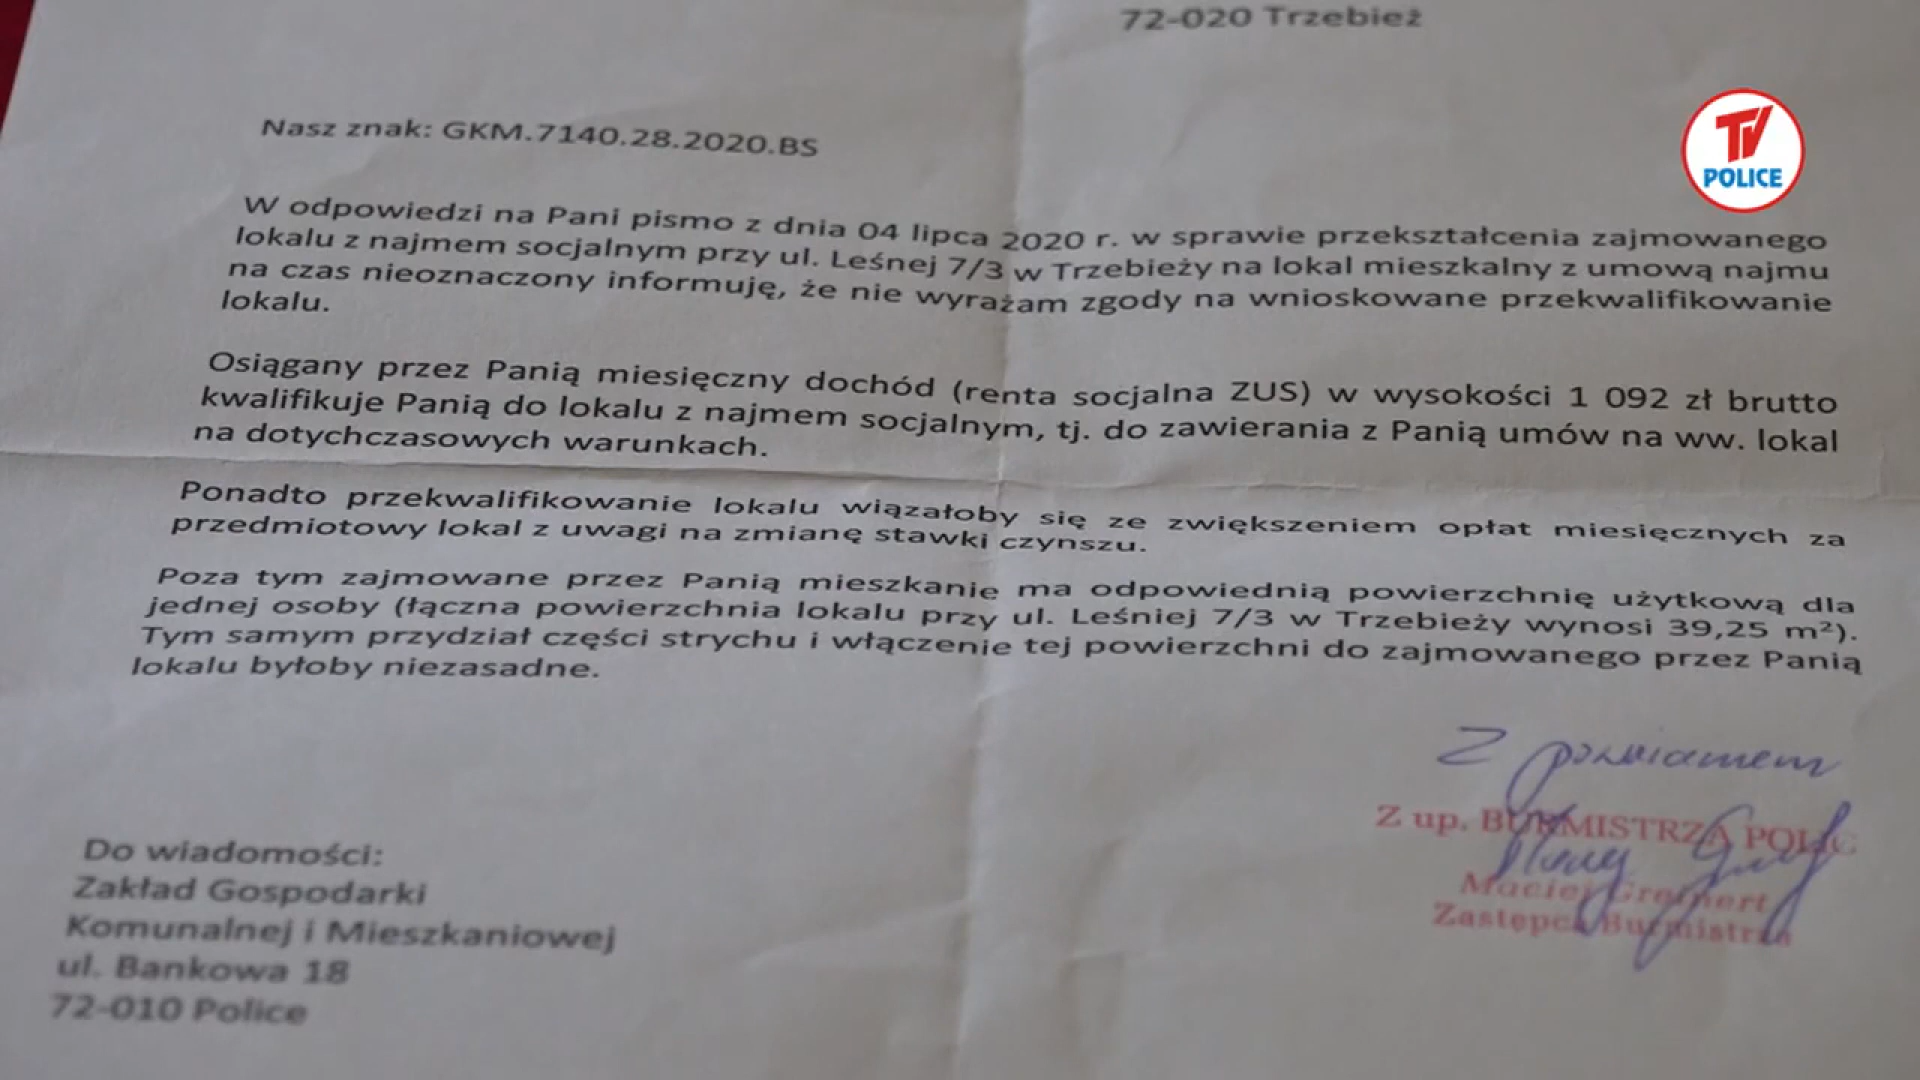 72-020 Trzebież
TV
POLICE
Nasz znak: GKM.7140.28.2020.BS
W odpowiedzi na Pani pismo z dnia 04 lipca 2020 r. w sprawie przekształcenia zajmowanego
lokalu z najmem socjalnym przy ul. Leśnej 7/3 w Trzebieży na lokal mieszkalny z umową najmu
na czas nieoznaczony informuję, że nie wyrażam zgody na wnioskowane przekwalifikowanie
lokalu.
Osiągany przez Panią miesięczny dochód (renta socjalna ZUS) w wysokości 1 092 zł brutto
kwalifikuje Panią do lokalu z najmem socjalnym, tj. do zawierania z Panią umów na ww. lokal
na dotychczasowych warunkach.
Ponadto przekwalifikowanie lokalu wiązałoby się ze zwiększeniem opłat miesięcznych za
przedmiotowy lokal z uwagi na zmianę stawki czynszu.
Poza tym zajmowane przez Panią mieszkanie ma odpowiednią powierzchnię użytkową dla
jednej osoby (łączna powierzchnia lokalu przy ul. Leśniej 7/3 w Trzebieży wynosi 39,25 m²).
Tym samym przydział części strychu i włączenie tej powierzchni do zajmowanego przez Panią
lokalu byłoby niezasadne.
Z
Z up. BURMISTRZA POLIC
Maciej Greinert
Zastępca Burmistrza
Do wiadomości:
Zakład Gospodarki
Komunalnej i Mieszkaniowej
ul. Bankowa 18
72-010 Police